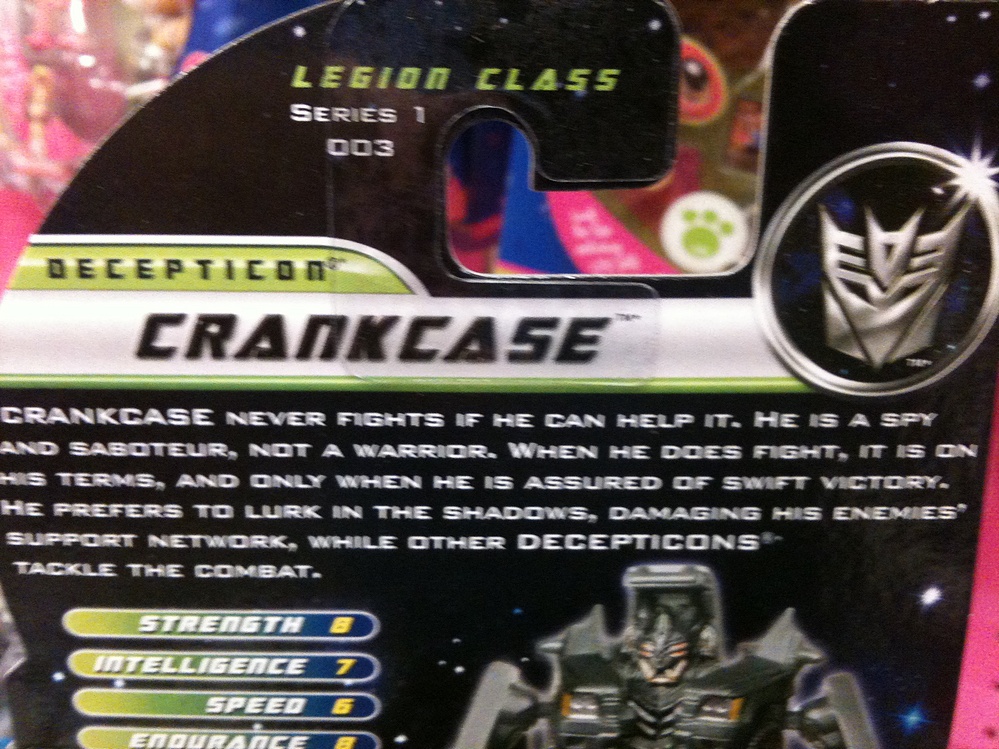 LEGION CLASS
SERIES 1
003
DECEPTICON®
CRANKCASE™
CRANKCASE NEVER FIGHTS IF HE CAN HELP IT. HE IS A SPY
AND SABOTEUR, NOT A WARRIOR. WHEN HE DOES FIGHT, IT IS ON
HIS TERMS, AND ONLY WHEN HE IS ASSURED OF SWIFT VICTORY.
HE PREFERS TO LURK IN THE SHADOWS, DAMAGING HIS ENEMIES'
SUPPORT NETWORK, WHILE OTHER DECEPTICONS®
TACKLE THE COMBAT.
STRENGTH 8
INTELLIGENCE 7
SPEED 6
ENDURANCE 8